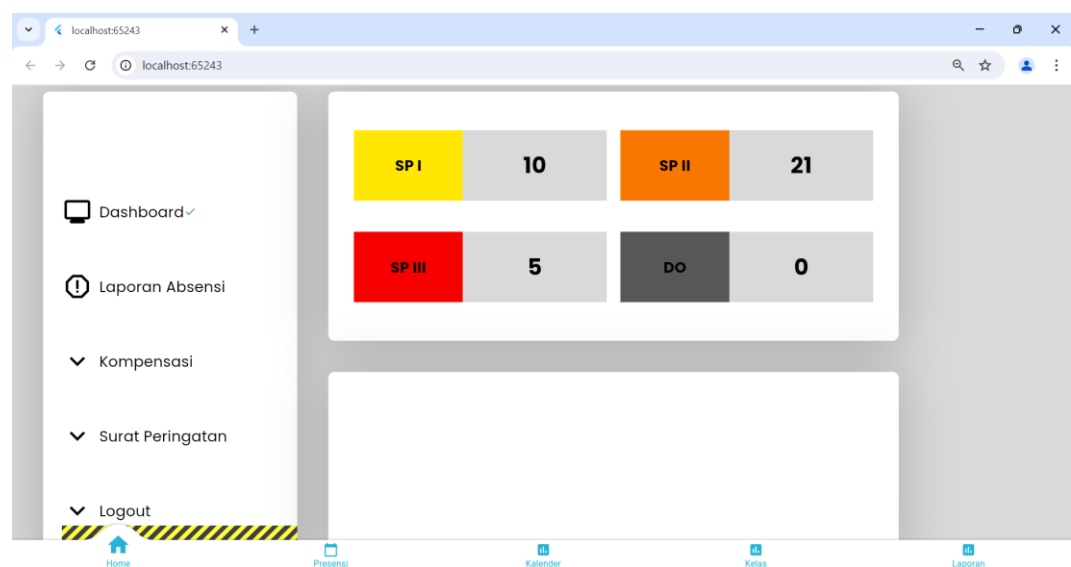 localhost:65243
localhost:65243
SP I
10
SP II
21
Dashboard
SP III
5
DO
0
Laporan Absensi
Kompensasi
Surat Peringatan
Logout
Home
Presensi
Kalender
Kelas
Laporan